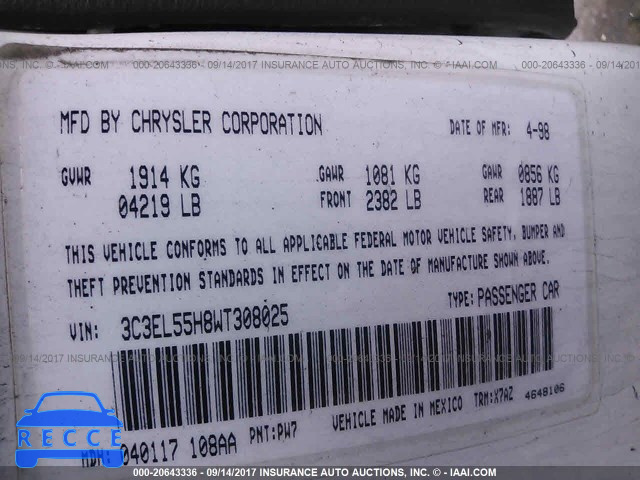 000-20643336 - 09/14/2017 INSURANCE AUTO AUCTIONS, INC. - © - IAAI.COM
MFD BY CHRYSLER CORPORATION DATE OF MFR: 4-98
GVWR 1914 KG GAWR 1081 KG GAWR 0856 KG
04219 LB FRONT 2382 LB REAR 1887 LB
THIS VEHICLE CONFORMS TO ALL APPLICABLE FEDERAL MOTOR VEHICLE SAFETY, BUMPER AND
THEFT PREVENTION STANDARDS IN EFFECT ON THE DATE OF MANUFACTURE SHOWN ABOVE.
VIN: 3C3EL55H8WT308025 TYPE: PASSENGER CAR
VEHICLE MADE IN MEXICO TRM:X7AZ 4648106
MDH: 040117 108AA PNT:PW7
RECCE
000-20643336 - 09/14/2017 INSURANCE AUTO AUCTIONS, INC. - © - IAAI.COM